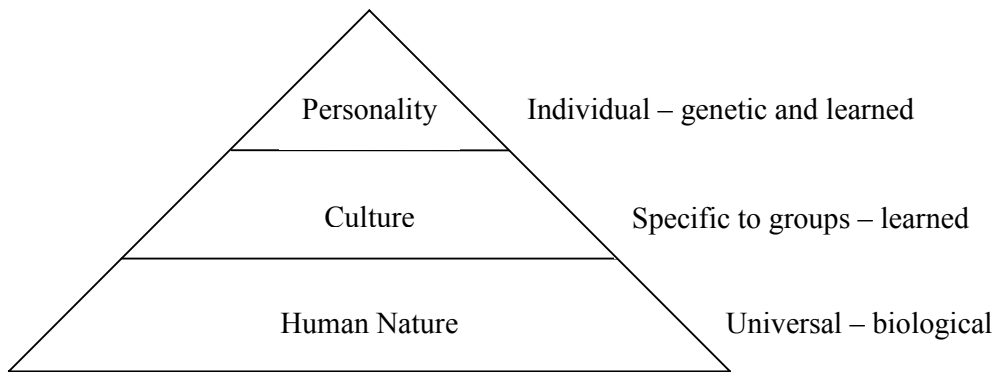 Personality Individual – genetic and learned
Culture Specific to groups – learned
Human Nature Universal – biological